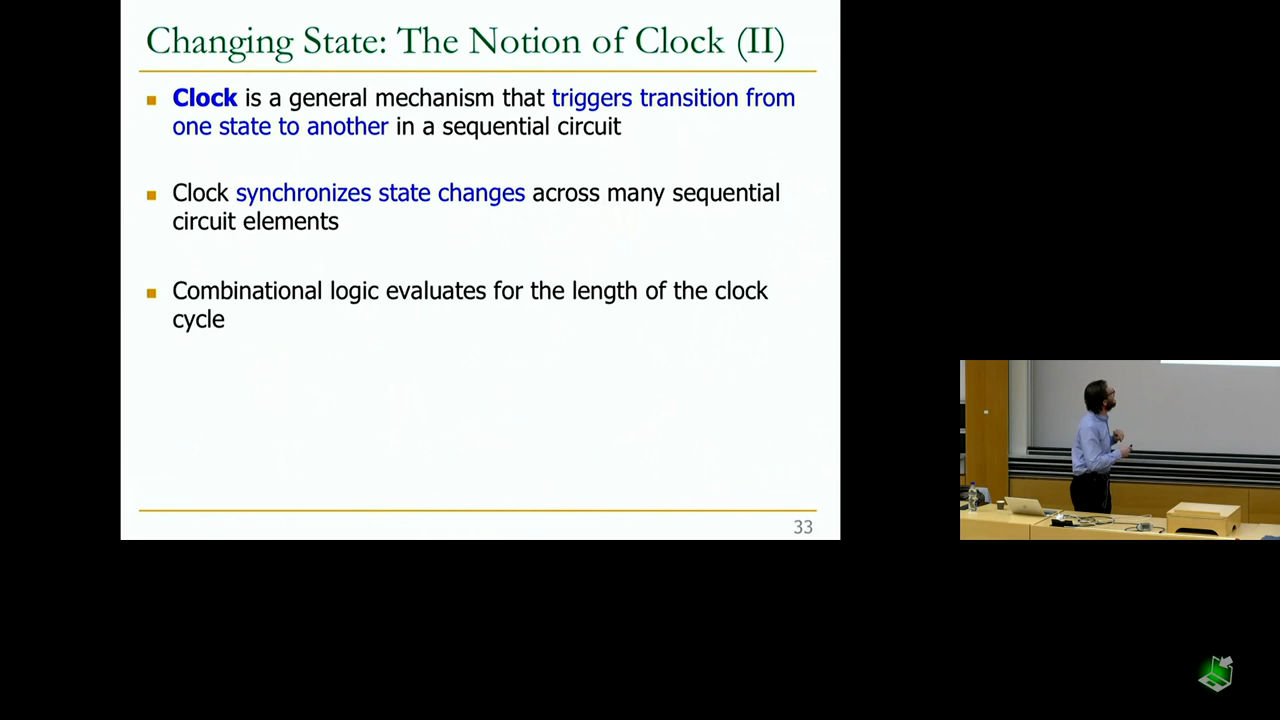 Changing State: The Notion of Clock (II)
Clock is a general mechanism that triggers transition from
one state to another in a sequential circuit
Clock synchronizes state changes across many sequential
circuit elements
Combinational logic evaluates for the length of the clock
cycle
33